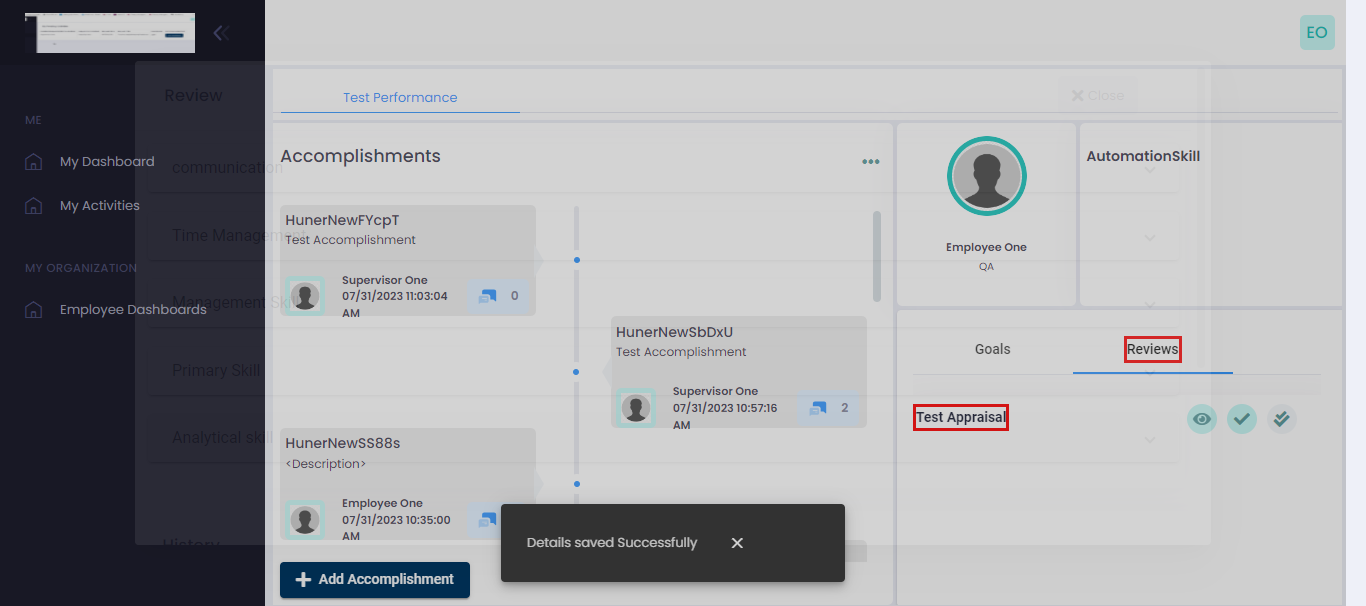 EO
Review
Test Performance
Close
ME
My Dashboard
My Activities
MY ORGANIZATION
Employee Dashboards
communication
Time Management
Management Skill
Primary Skill
Analytical skill
History
Accomplishments
HunerNewFYcpT
Test Accomplishment
Supervisor One
07/31/2023 11:03:04
AM
0
HunerNewSbDxU
Test Accomplishment
Supervisor One
07/31/2023 10:57:16
AM
2
HunerNewSS88s
<Description>
Employee One
07/31/2023 10:35:00
AM
Add Accomplishment
Employee One
QA
AutomationSkill
Goals
Reviews
Test Appraisal
Details saved Successfully